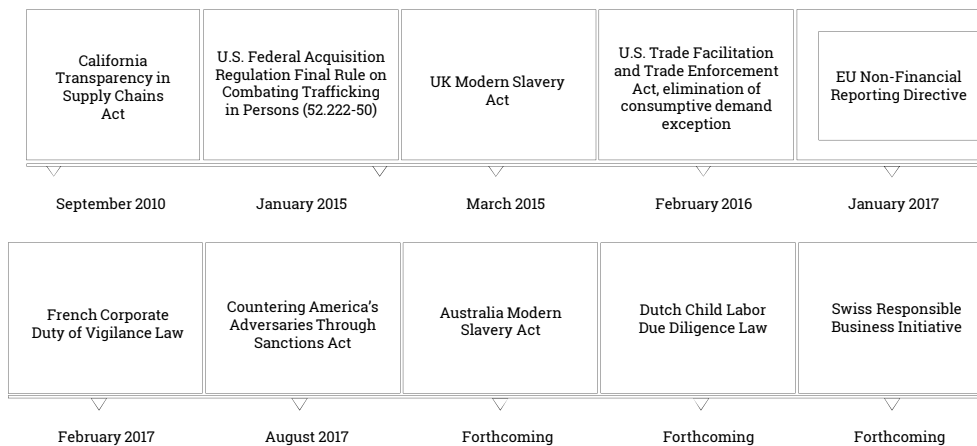 California
Transparency in
Supply Chains
Act
U.S. Federal Acquisition
Regulation Final Rule on
Combating Trafficking
in Persons (52.222-50)
UK Modern Slavery
Act
U.S. Trade Facilitation
and Trade Enforcement
Act, elimination of
consumptive demand
exception
EU Non-Financial
Reporting Directive
September 2010
January 2015
March 2015
February 2016
January 2017
French Corporate
Duty of Vigilance Law
Countering America's
Adversaries Through
Sanctions Act
Australia Modern
Slavery Act
Dutch Child Labor
Due Diligence Law
Swiss Responsible
Business Initiative
February 2017
August 2017
Forthcoming
Forthcoming
Forthcoming